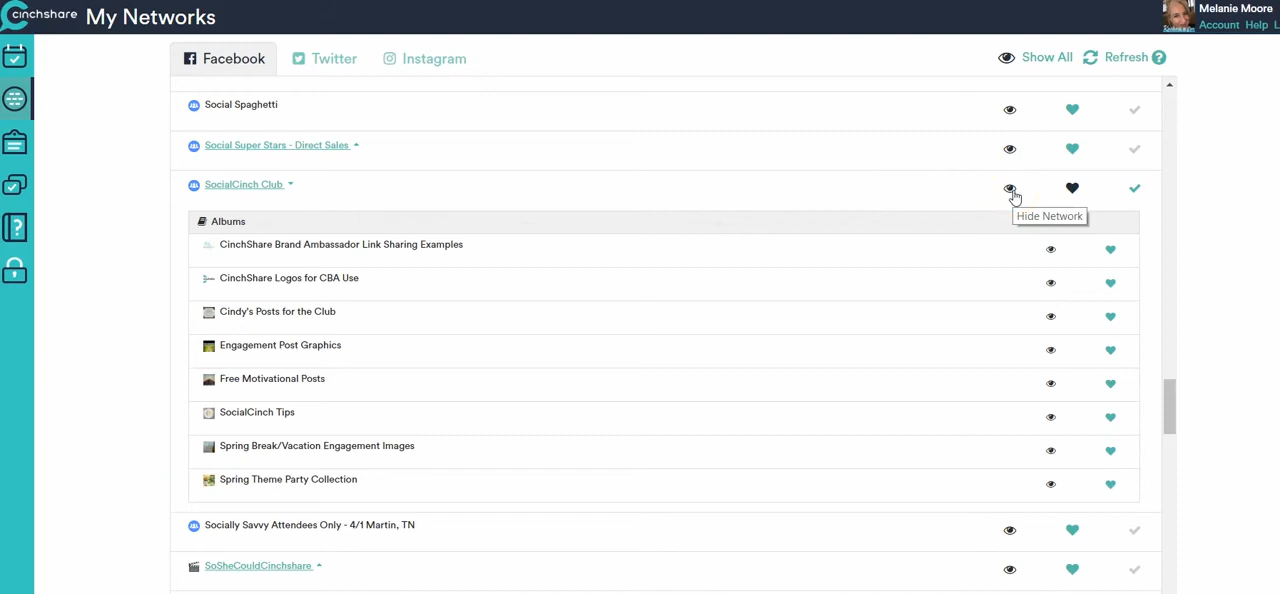 cinchshare My Networks
Melanie Moore
Account Help L
Facebook Twitter Instagram
Show All Refresh ?
Social Spaghetti
Social Super Stars - Direct Sales
SocialCinch Club
Hide Network
Albums
CinchShare Brand Ambassador Link Sharing Examples
CinchShare Logos for CBA Use
Cindy's Posts for the Club
Engagement Post Graphics
Free Motivational Posts
SocialCinch Tips
Spring Break/Vacation Engagement Images
Spring Theme Party Collection
Socially Savvy Attendees Only - 4/1 Martin, TN
SoSheCouldCinchshare